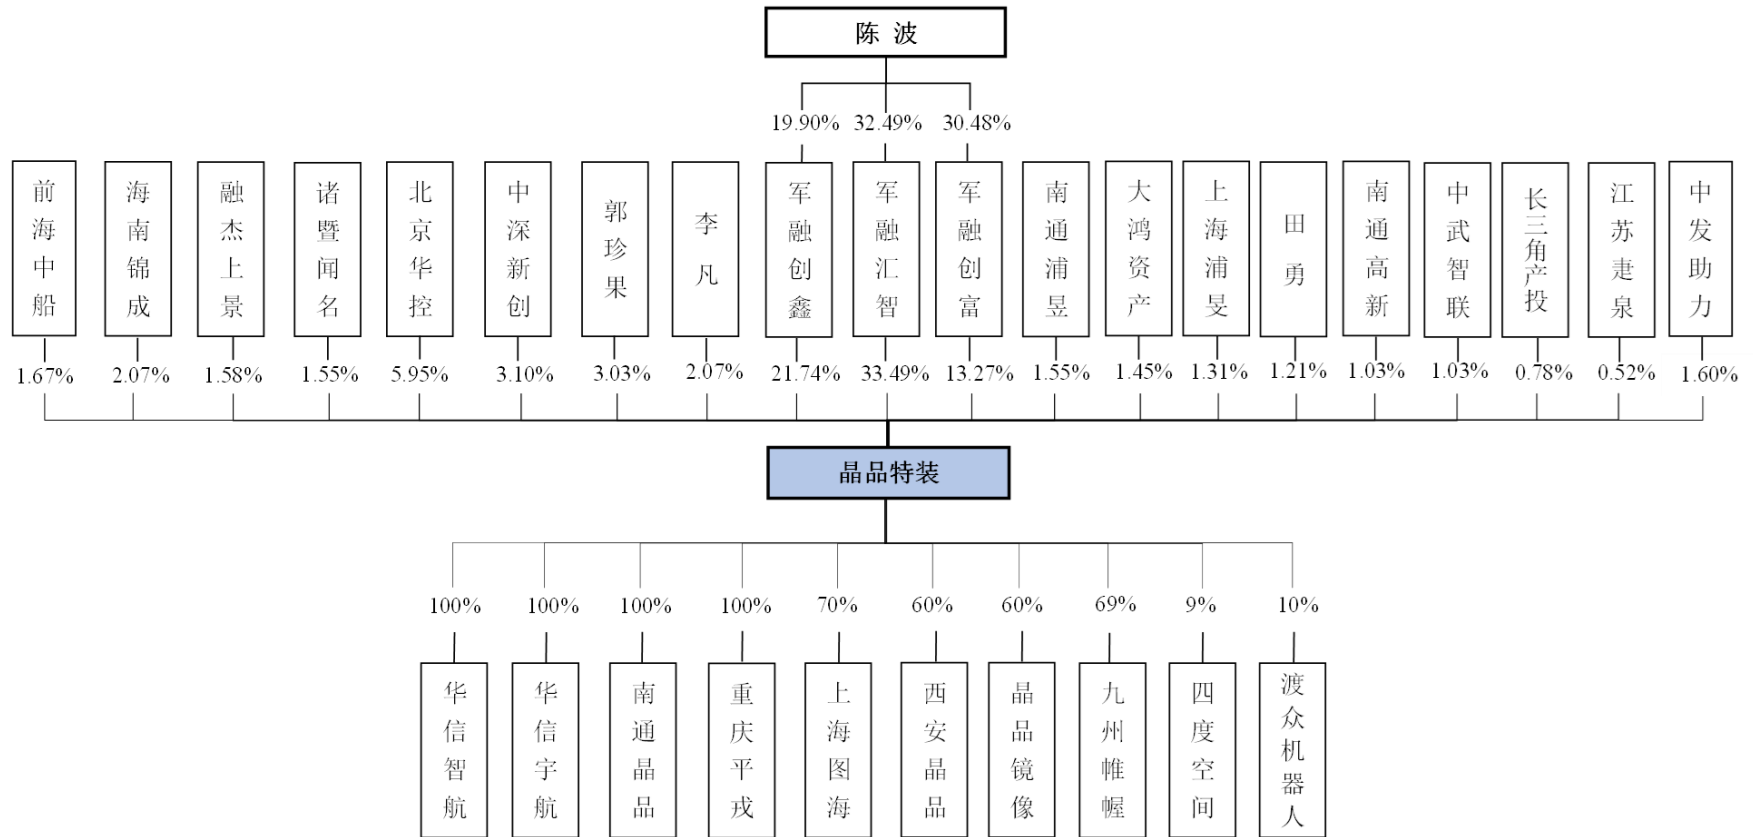 陈 波
19.90% 32.49% 30.48%
前海中船
海南锦成
融杰上景
诸暨闻名
北京华控
中深新创
郭珍果
李凡
军融创鑫
军融汇智
军融创富
南通浦昱
大鸿资产
上海浦旻
田勇
南通高新
中武智联
长三角产投
江苏疌泉
中发助力
1.67% 2.07% 1.58% 1.55% 5.95% 3.10% 3.03% 2.07% 21.74% 33.49% 13.27% 1.55% 1.45% 1.31% 1.21% 1.03% 1.03% 0.78% 0.52% 1.60%
晶品特装
100% 100% 100% 100% 70% 60% 60% 69% 9% 10%
华信智航
华信宇航
南通晶品
重庆平戎
上海图海
西安晶品
晶品镜像
九州帷幄
四度空间
渡众机器人